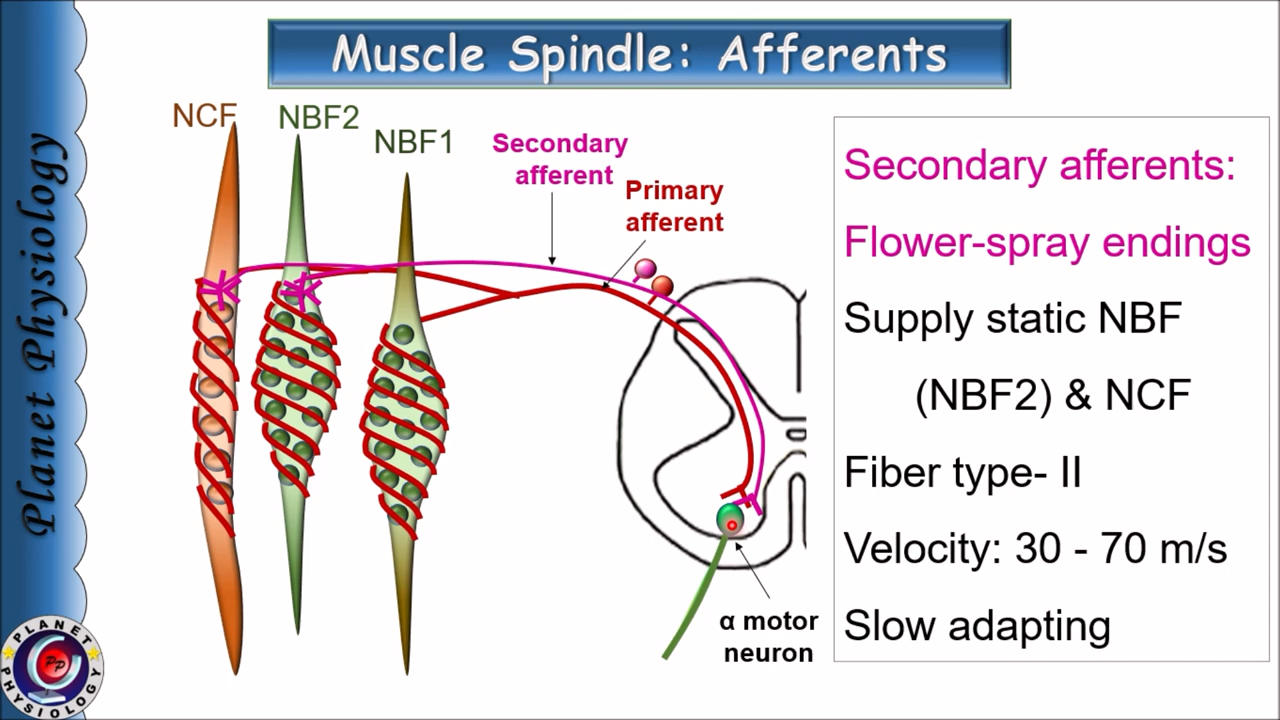 Muscle Spindle: Afferents
Planet Physiology
NCF
NBF2
NBF1
Secondary
afferent
Primary
afferent
α motor
neuron
Secondary afferents:
Flower-spray endings
Supply static NBF
(NBF2) & NCF
Fiber type- II
Velocity: 30 - 70 m/s
Slow adapting
PLANET
PP
PHYSIOLOGY